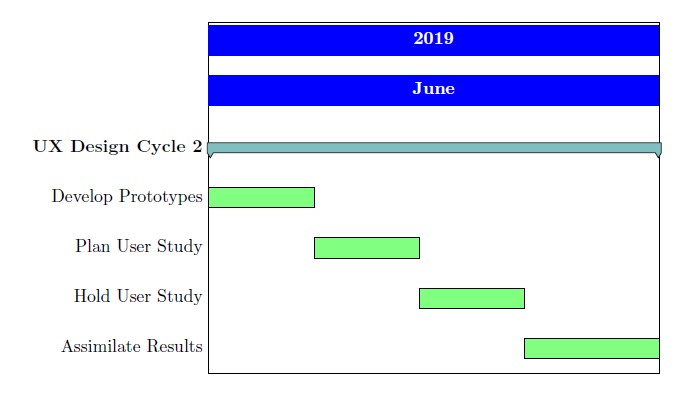 2019
June
UX Design Cycle 2
Develop Prototypes
Plan User Study
Hold User Study
Assimilate Results